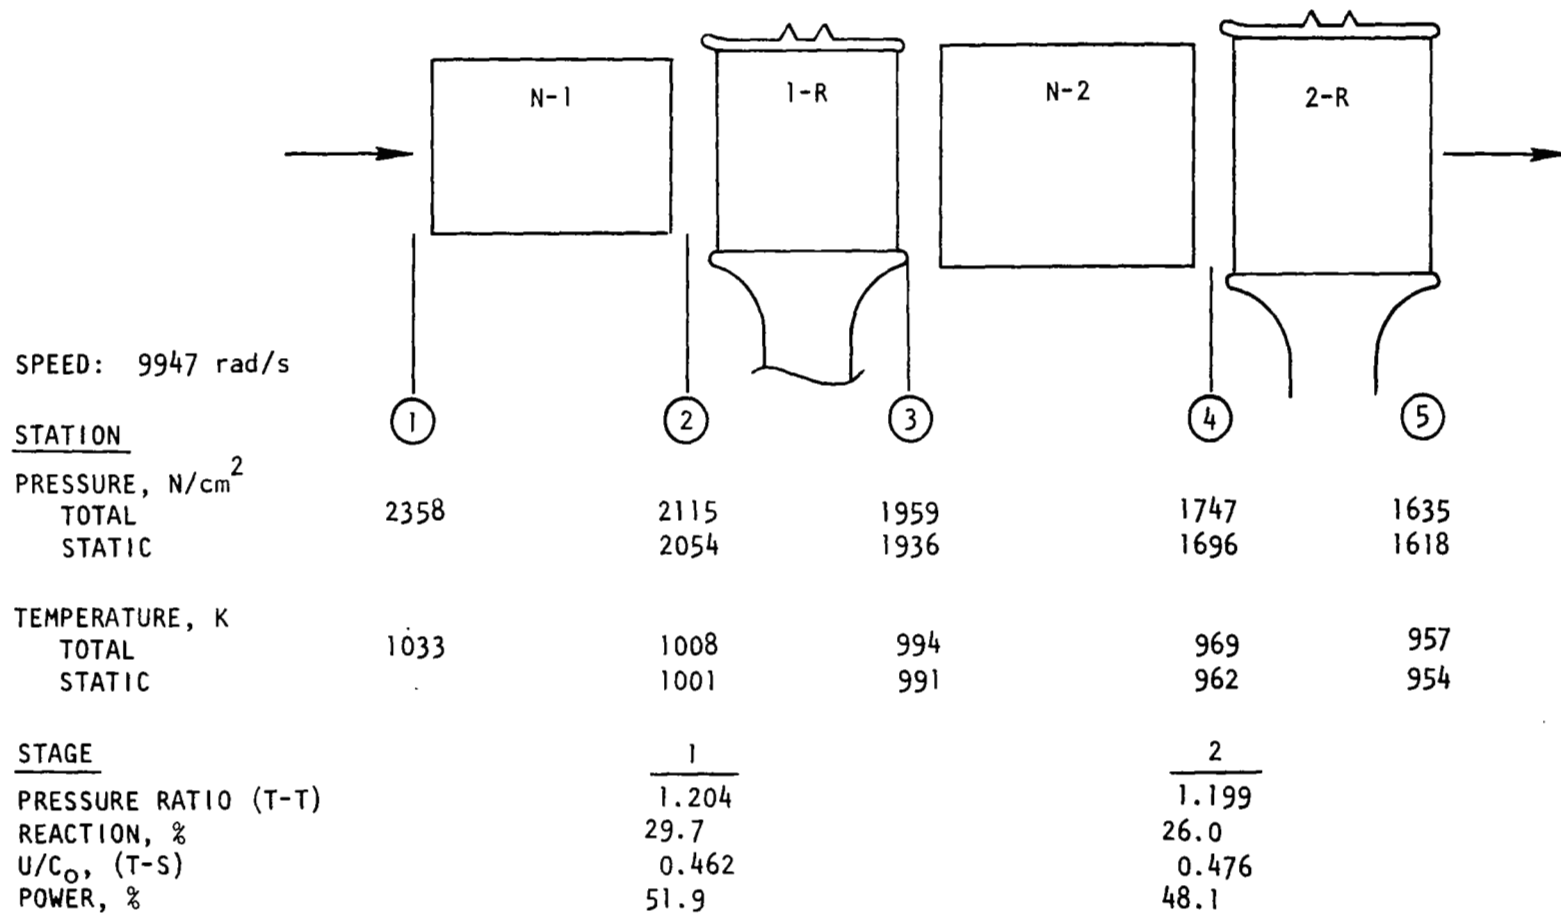 N-1 1-R N-2 2-R
SPEED: 9947 rad/s
1 2 3 4 5
STATION
PRESSURE, N/cm²
TOTAL 2358 2115 1959 1747 1635
STATIC 2054 1936 1696 1618
TEMPERATURE, K
TOTAL 1033 1008 994 969 957
STATIC 1001 991 962 954
STAGE 1 2
PRESSURE RATIO (T-T) 1.204 1.199
REACTION, % 29.7 26.0
U/C₀, (T-S) 0.462 0.476
POWER, % 51.9 48.1